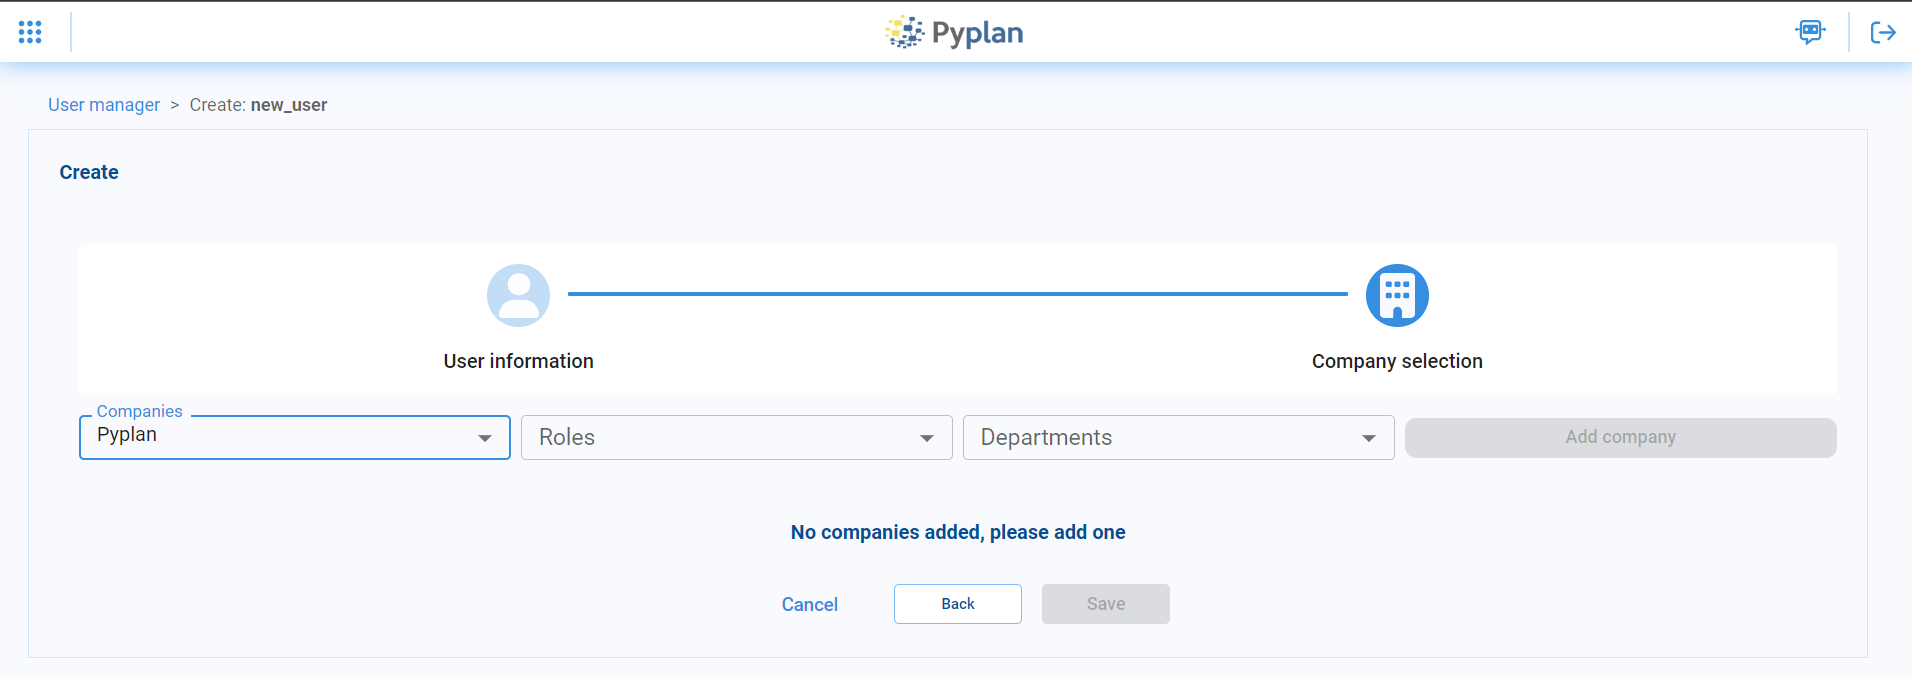 Pyplan
User manager > Create: new_user
Create
User information
Company selection
Companies
Pyplan
Roles
Departments
Add company
No companies added, please add one
Cancel
Back
Save